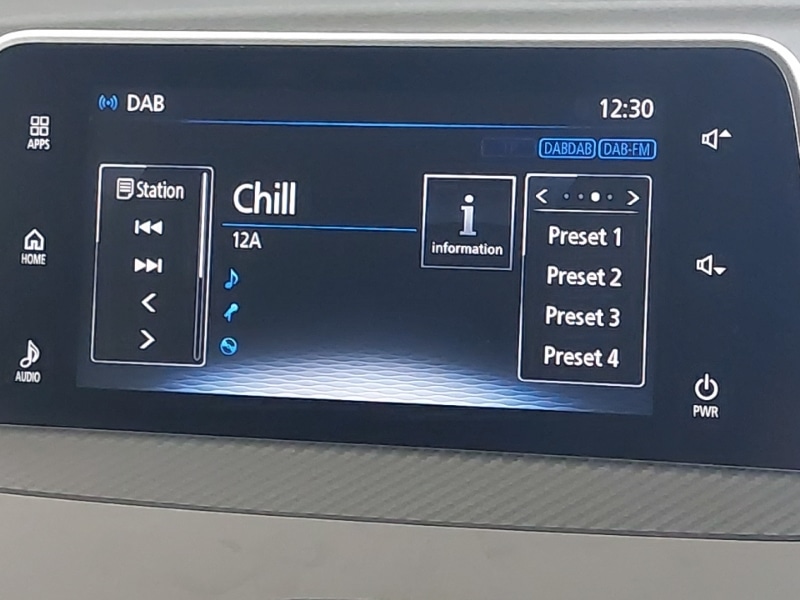 DAB
12:30
APPS
DABDAB DAB-FM
Station
Chill
12A
i
information
Preset 1
Preset 2
Preset 3
Preset 4
HOME
AUDIO
PWR